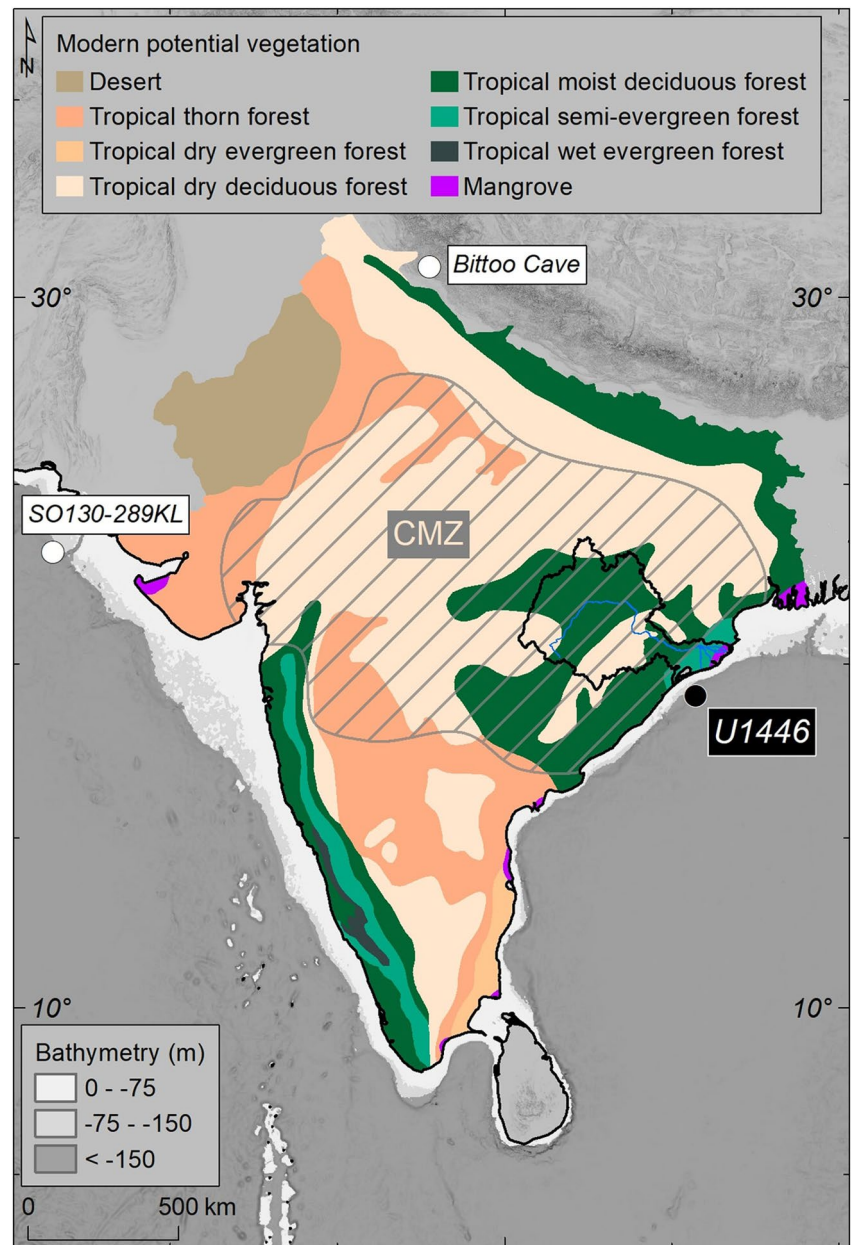 N
Modern potential vegetation
Desert
Tropical thorn forest
Tropical dry evergreen forest
Tropical dry deciduous forest
Tropical moist deciduous forest
Tropical semi-evergreen forest
Tropical wet evergreen forest
Mangrove
Bittoo Cave
30°
30°
SO130-289KL
CMZ
U1446
10°
10°
Bathymetry (m)
0 - -75
-75 - -150
< -150
0 500 km